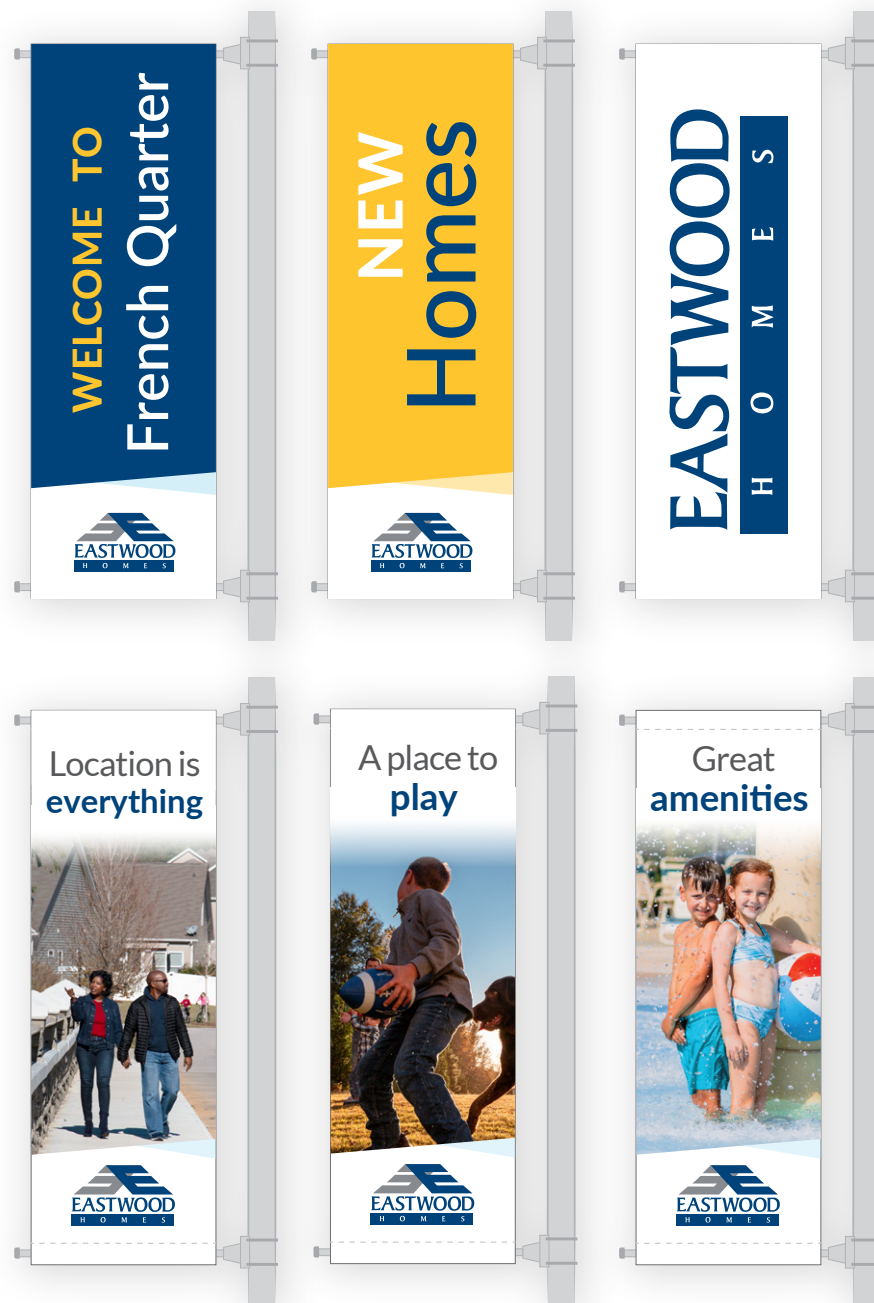 WELCOME TO
French Quarter
EASTWOOD
HOMES
NEW
Homes
EASTWOOD
HOMES
EASTWOOD
HOMES
Location is
everything
EASTWOOD
HOMES
A place to
play
EASTWOOD
HOMES
Great
amenities
EASTWOOD
HOMES